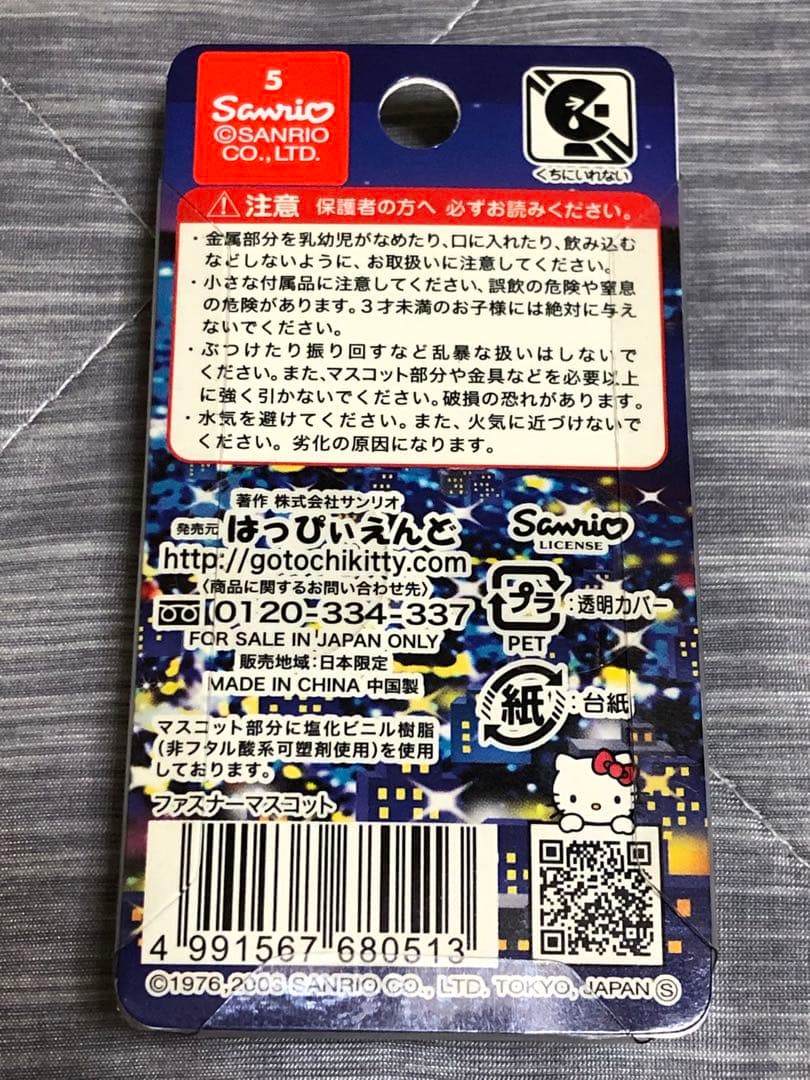 5
Sanrio
©SANRIO
CO.,LTD.
くちにいれない
注意 保護者の方へ 必ずお読みください。
・金属部分を乳幼児がなめたり、口に入れたり、飲み込む
などしないように、お取扱いに注意してください。
・小さな付属品に注意してください、誤飲の危険や窒息
の危険があります。3才未満のお子様には絶対に与え
ないでください。
・ぶつけたり振り回すなど乱暴な扱いはしないで
ください。また、マスコット部分や金具などを必要以上
に強く引かないでください。破損の恐れがあります。
・水気を避けてください。また、火気に近づけないで
ください。劣化の原因になります。
著作 株式会社サンリオ
発売元 はっぴぃえんど
http://gotochikitty.com
〈商品に関するお問い合わせ先〉
0120-334-337
FOR SALE IN JAPAN ONLY
販売地域:日本限定
MADE IN CHINA 中国製
Sanrio
LICENSE
プラ :透明カバー
PET
紙 :台紙
マスコット部分に塩化ビニル樹脂
(非フタル酸系可塑剤使用)を使用
しております。
ファスナーマスコット
4 991567 680513
©1976, 2006 SANRIO CO., LTD. TOKYO, JAPAN Ⓢ